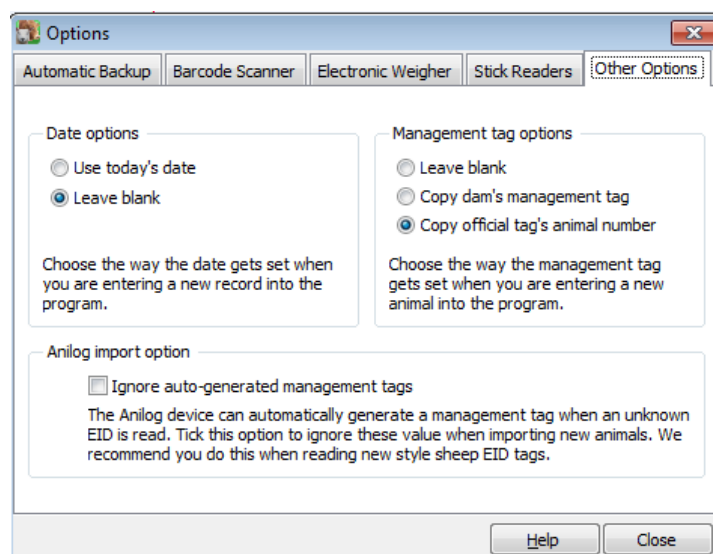 Options
Automatic Backup Barcode Scanner Electronic Weigher Stick Readers Other Options
Date options
Use today's date
Leave blank
Choose the way the date gets set when
you are entering a new record into the
program.
Management tag options
Leave blank
Copy dam's management tag
Copy official tag's animal number
Choose the way the management tag
gets set when you are entering a new
animal into the program.
Anilog import option
Ignore auto-generated management tags
The Anilog device can automatically generate a management tag when an unknown
EID is read. Tick this option to ignore these value when importing new animals. We
recommend you do this when reading new style sheep EID tags.
Help Close